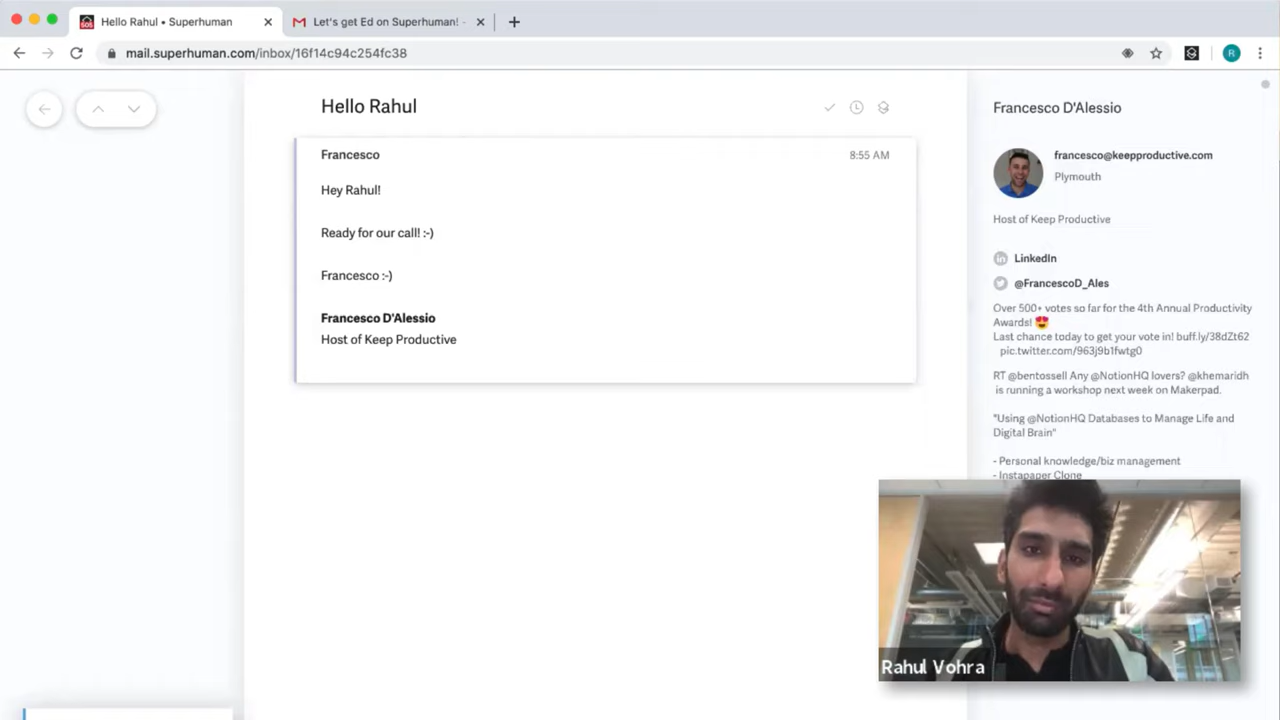 Hello Rahul • Superhuman
Let's get Ed on Superhuman! -
mail.superhuman.com/inbox/16f14c94c254fc38
R
Hello Rahul
Francesco
8:55 AM
Hey Rahul!
Ready for our call! :-)
Francesco :-)
Francesco D'Alessio
Host of Keep Productive
Francesco D'Alessio
francesco@keepproductive.com
Plymouth
Host of Keep Productive
in LinkedIn
@FrancescoD_Ales
Over 500+ votes so far for the 4th Annual Productivity
Awards! 😍
Last chance today to get your vote in! buff.ly/38dZt62
pic.twitter.com/963j9b1fwtg0
RT @bentossell Any @NotionHQ lovers? @khemaridh
is running a workshop next week on Makerpad.
"Using @NotionHQ Databases to Manage Life and
Digital Brain"
- Personal knowledge/biz management
- Instapaper Clone
Rahul Vohra